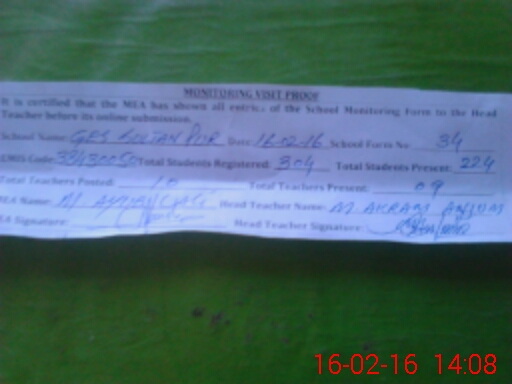 MONITORING VISIT PROOF
It is certified that the MEA has shown all entries of the School Monitoring Form to the Head
Teacher before its online submission.
School Name: GES SULTAN PUR Date: 16-02-16 School Form No 34
EMIS Code: Total Students Registered: 304 Total Students Present: 224
Total Teachers Posted: 10 Total Teachers Present: 09
MEA Name: M. Head Teacher Name: M. AKRAM ANJUM
MEA Signature: Head Teacher Signature:
16-02-16 14:08